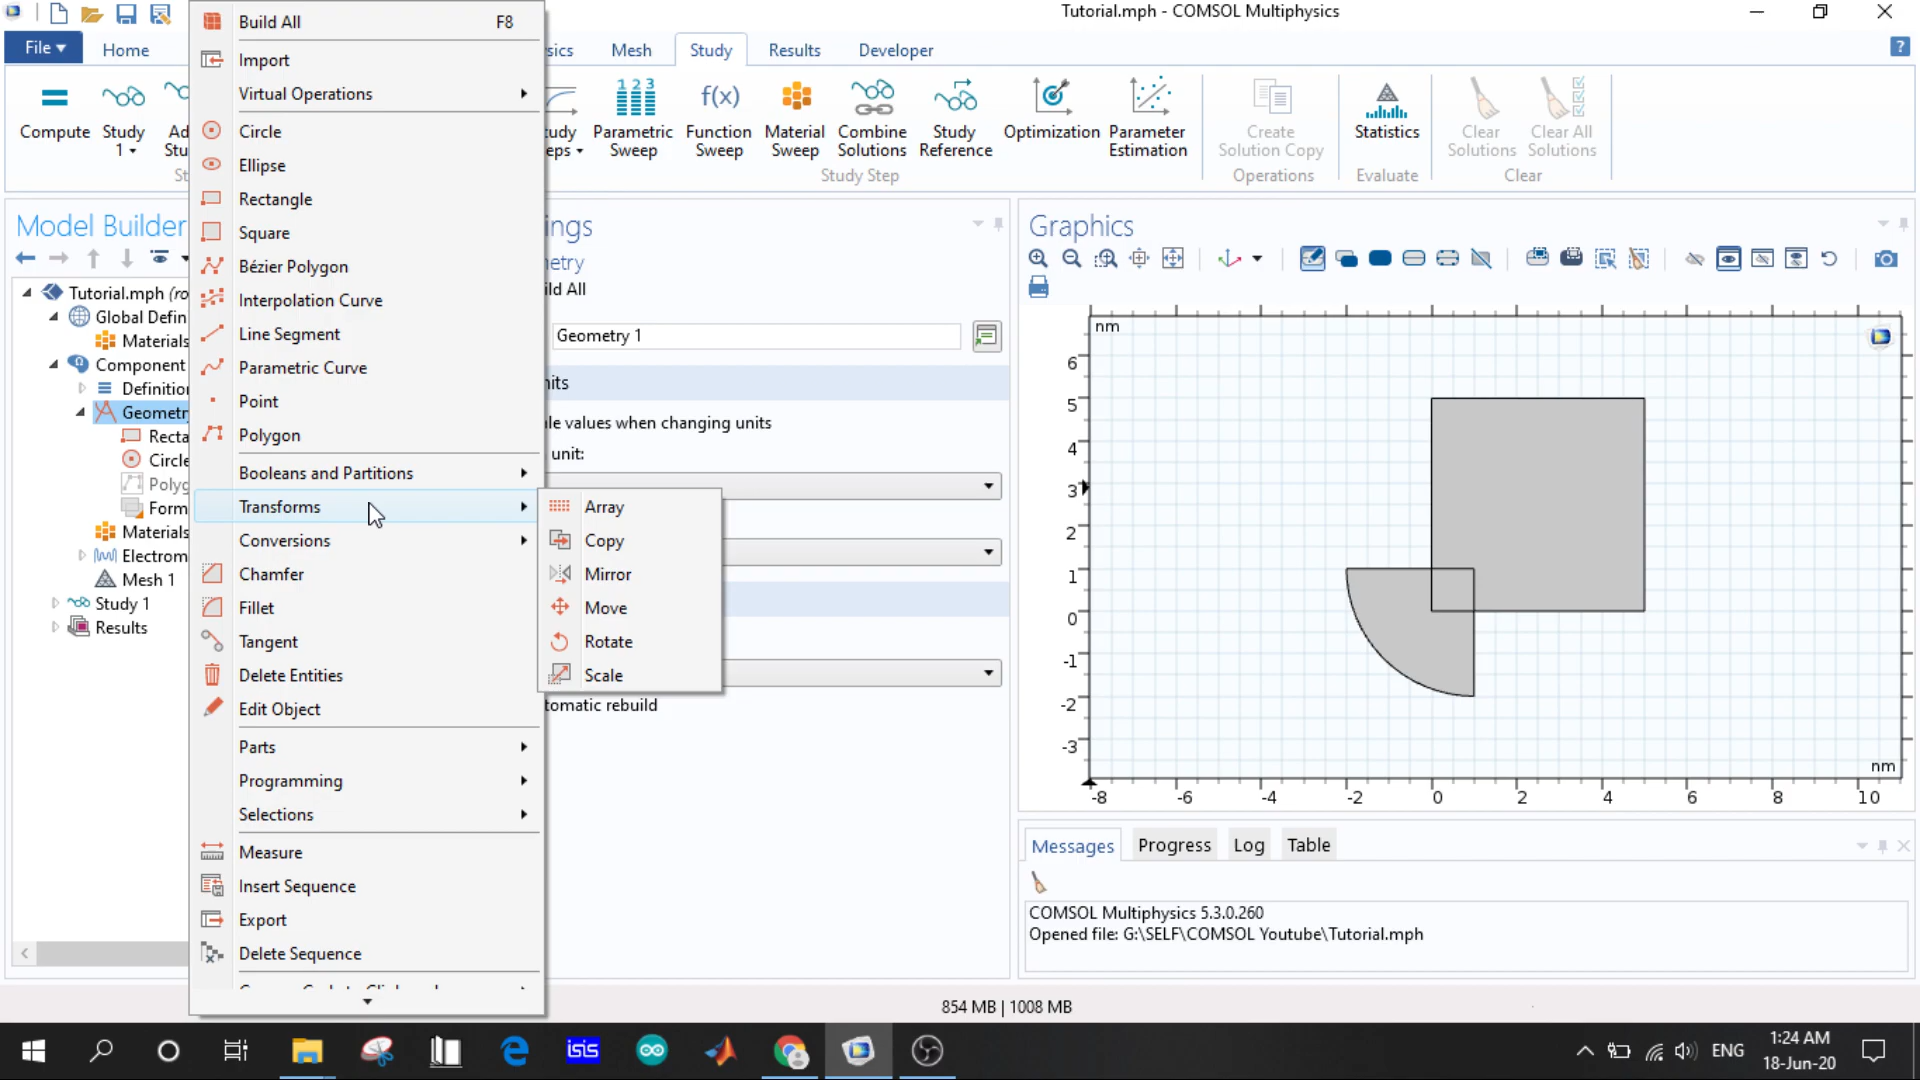 Tutorial.mph - COMSOL Multiphysics
File
Home
sics
Mesh
Study
Results
Developer
Compute
Study 1
Ad
Stu
St
tudy
eps
Parametric Sweep
Function Sweep
Material Sweep
Combine Solutions
Study Reference
Optimization
Parameter Estimation
Study Step
Create Solution Copy
Operations
Statistics
Evaluate
Clear Solutions
Clear All Solutions
Clear
1 2 3
f(x)
Model Builder
Tutorial.mph (ro
Global Defin
Materials
Component
Definition
Geometr
Recta
Circle
Polyg
Form
Materials
Electrom
Mesh 1
Study 1
Results
Build All F8
Import
Virtual Operations
Circle
Ellipse
Rectangle
Square
Bézier Polygon
Interpolation Curve
Line Segment
Parametric Curve
Point
Polygon
Booleans and Partitions
Transforms
Conversions
Chamfer
Fillet
Tangent
Delete Entities
Edit Object
Parts
Programming
Selections
Measure
Insert Sequence
Export
Delete Sequence
Array
Copy
Mirror
Move
Rotate
Scale
ings
metry
ild All
Geometry 1
nits
le values when changing units
unit:
tomatic rebuild
Graphics
nm
6
5
4
3
2
1
0
-1
-2
-3
nm
-8 -6 -4 -2 0 2 4 6 8 10
Messages
Progress
Log
Table
COMSOL Multiphysics 5.3.0.260
Opened file: G:\SELF\COMSOL Youtube\Tutorial.mph
854 MB | 1008 MB
isis
ENG
1:24 AM
18-Jun-20